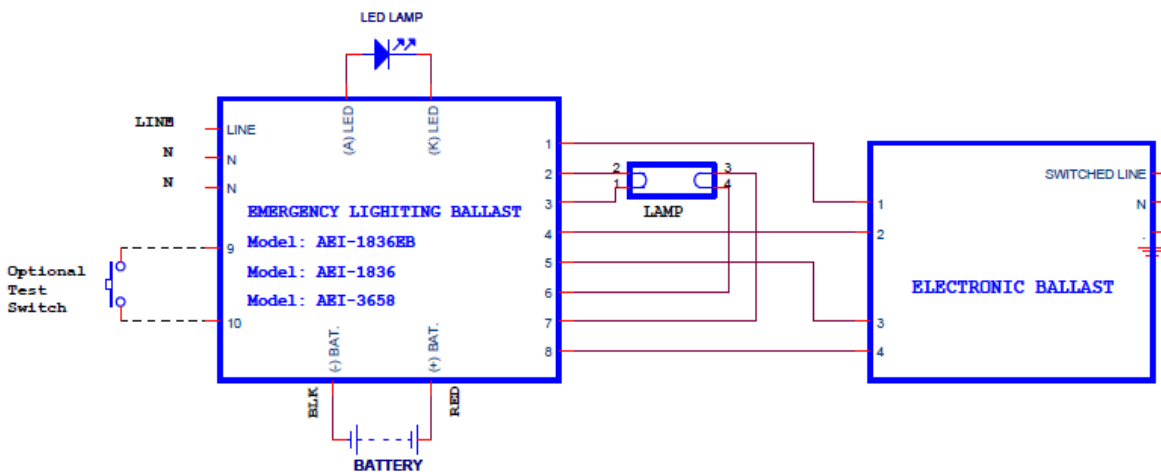 LED LAMP
LINE
N
N
LINE
N
N
(A) LED
(K) LED
EMERGENCY LIGHITING BALLAST
Model: AEI-1836EB
Model: AEI-1836
Model: AEI-3658
9
10
Optional
Test
Switch
(-) BAT.
(+) BAT.
BLK
RED
BATTERY
1
2
3
4
5
6
7
8
2
1
3
4
LAMP
1
2
3
4
SWITCHED LINE
N
ELECTRONIC BALLAST